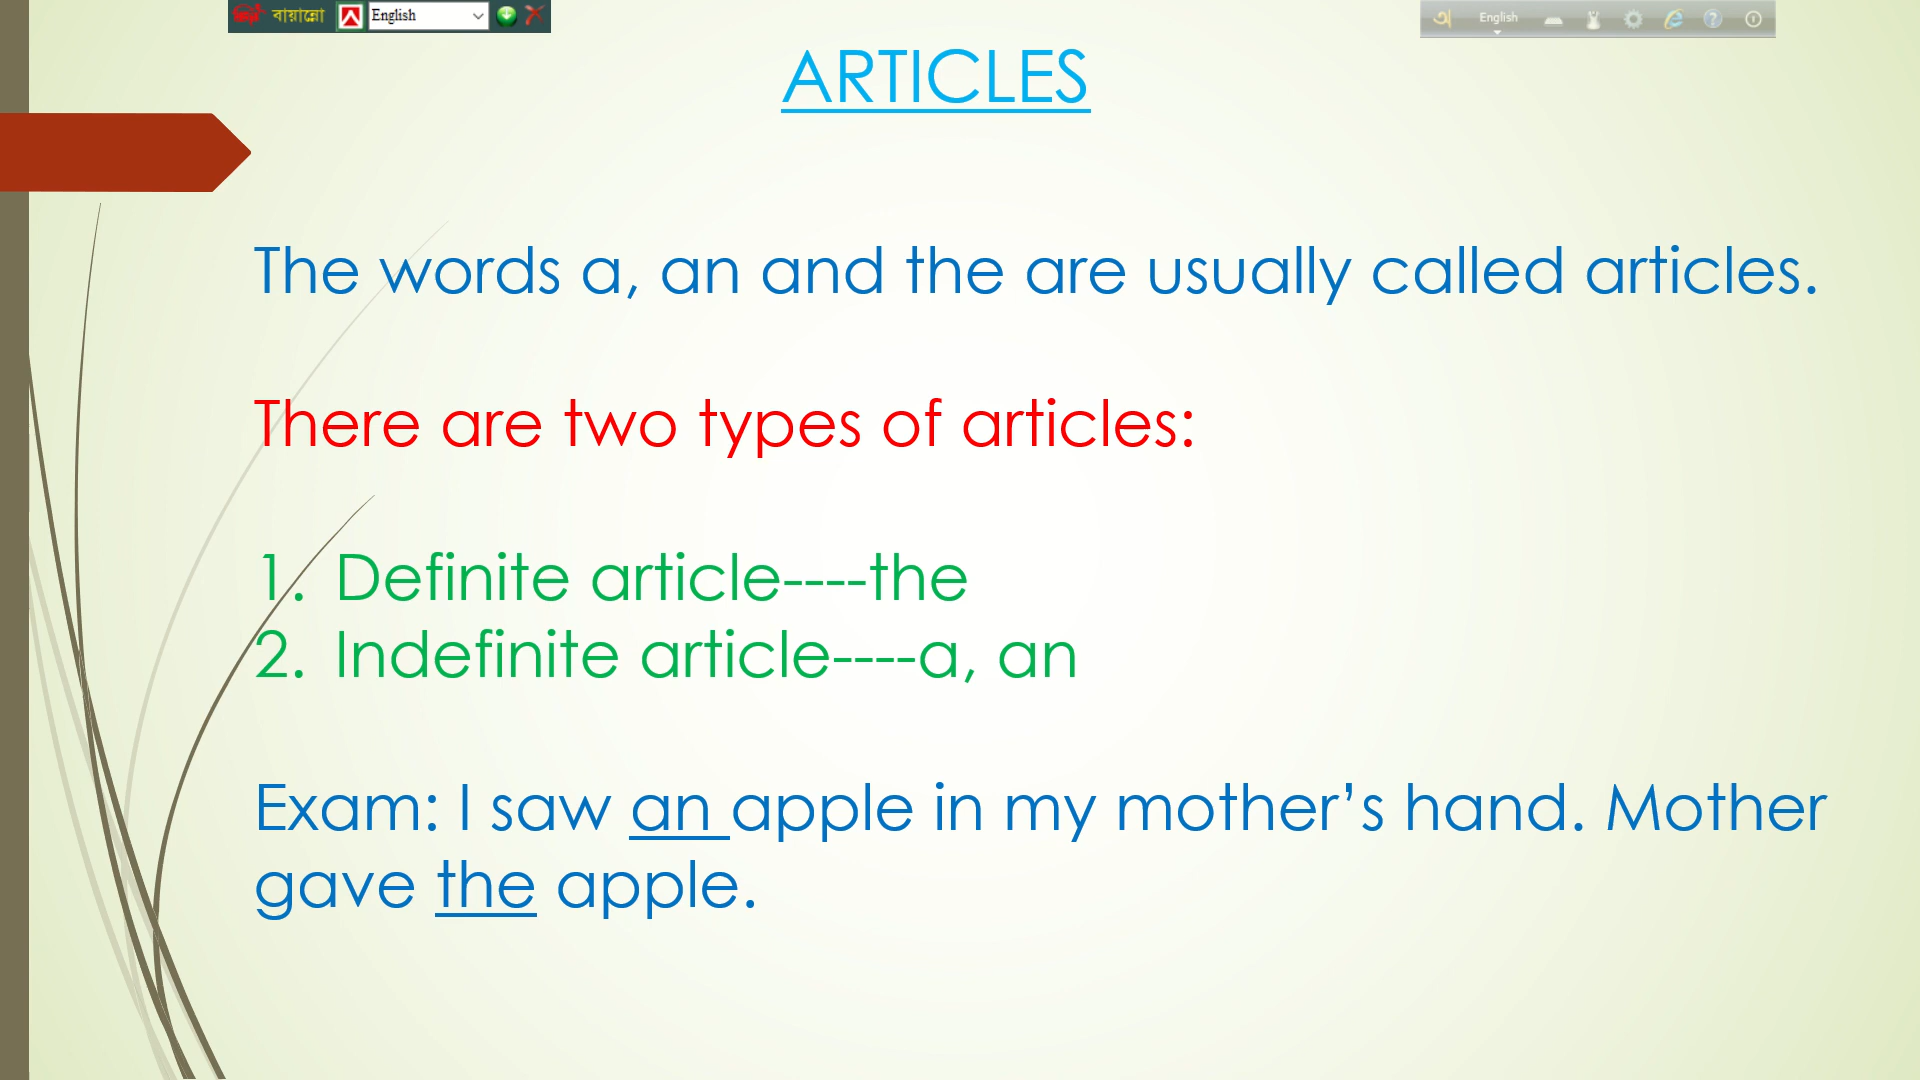 বায়ান্নো English
অ English
ARTICLES
The words a, an and the are usually called articles.
There are two types of articles:
1. Definite article----the
2. Indefinite article----a, an
Exam: I saw an apple in my mother’s hand. Mother
gave the apple.